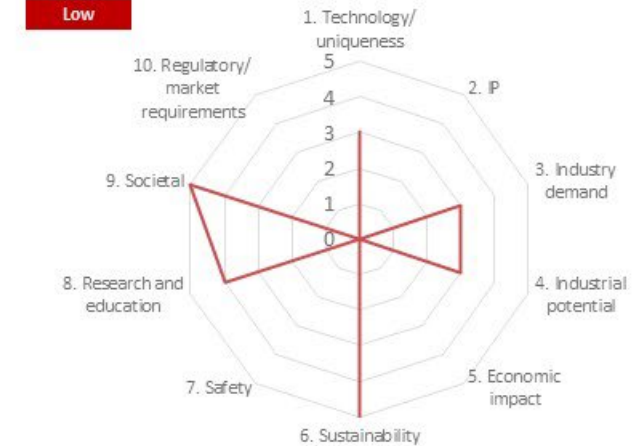 Low
1. Technology/
uniqueness
2. IP
3. Industry
demand
4. Industrial
potential
5. Economic
impact
6. Sustainability
7. Safety
8. Research and
education
9. Societal
10. Regulatory/
market
requirements
5
4
3
2
1
0